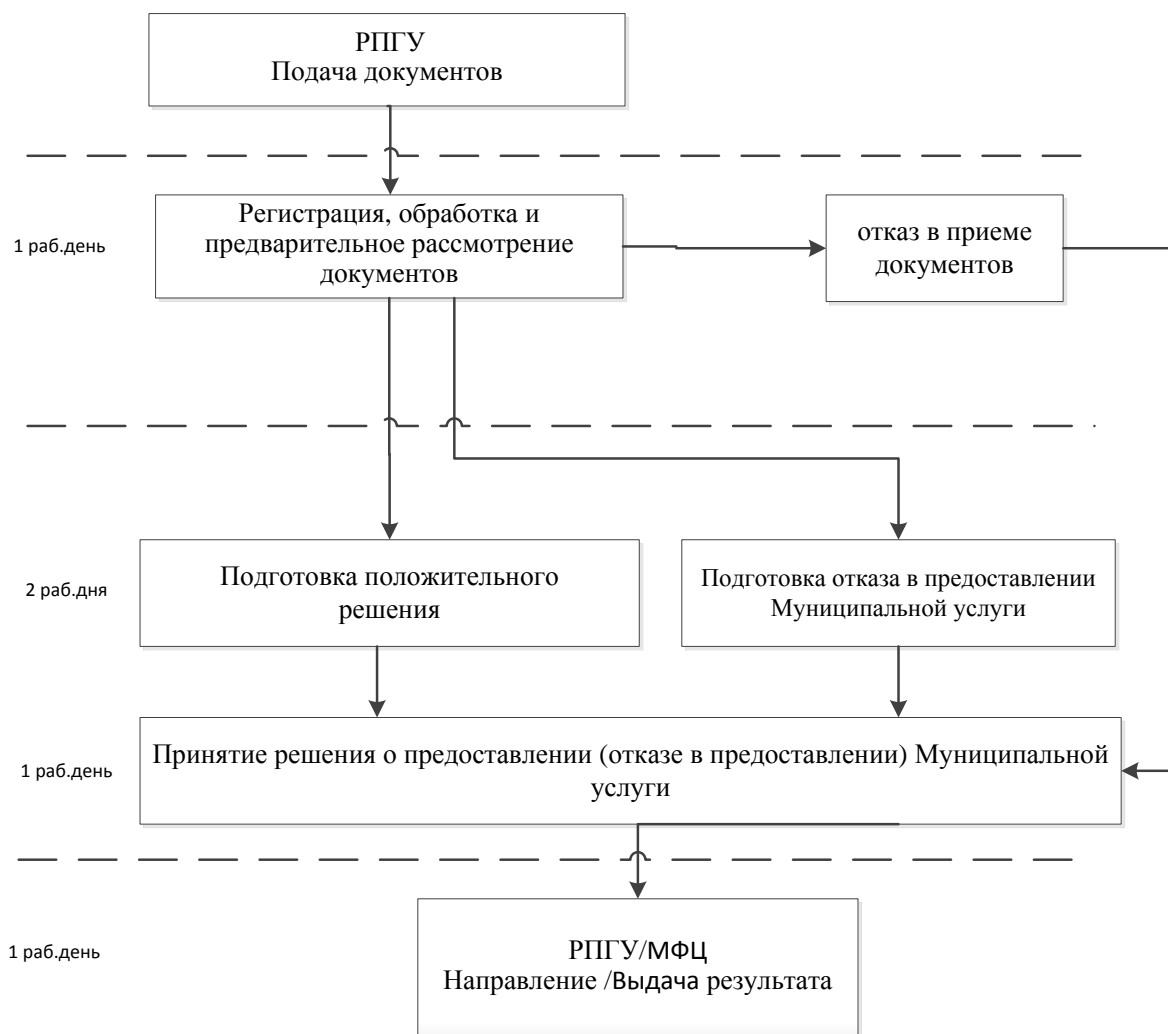 РПГУ
Подача документов
1 раб.день
Регистрация, обработка и
предварительное рассмотрение
документов
отказ в приеме
документов
2 раб.дня
Подготовка положительного
решения
Подготовка отказа в предоставлении
Муниципальной услуги
1 раб.день
Принятие решения о предоставлении (отказе в предоставлении) Муниципальной
услуги
1 раб.день
РПГУ/МФЦ
Направление /Выдача результата